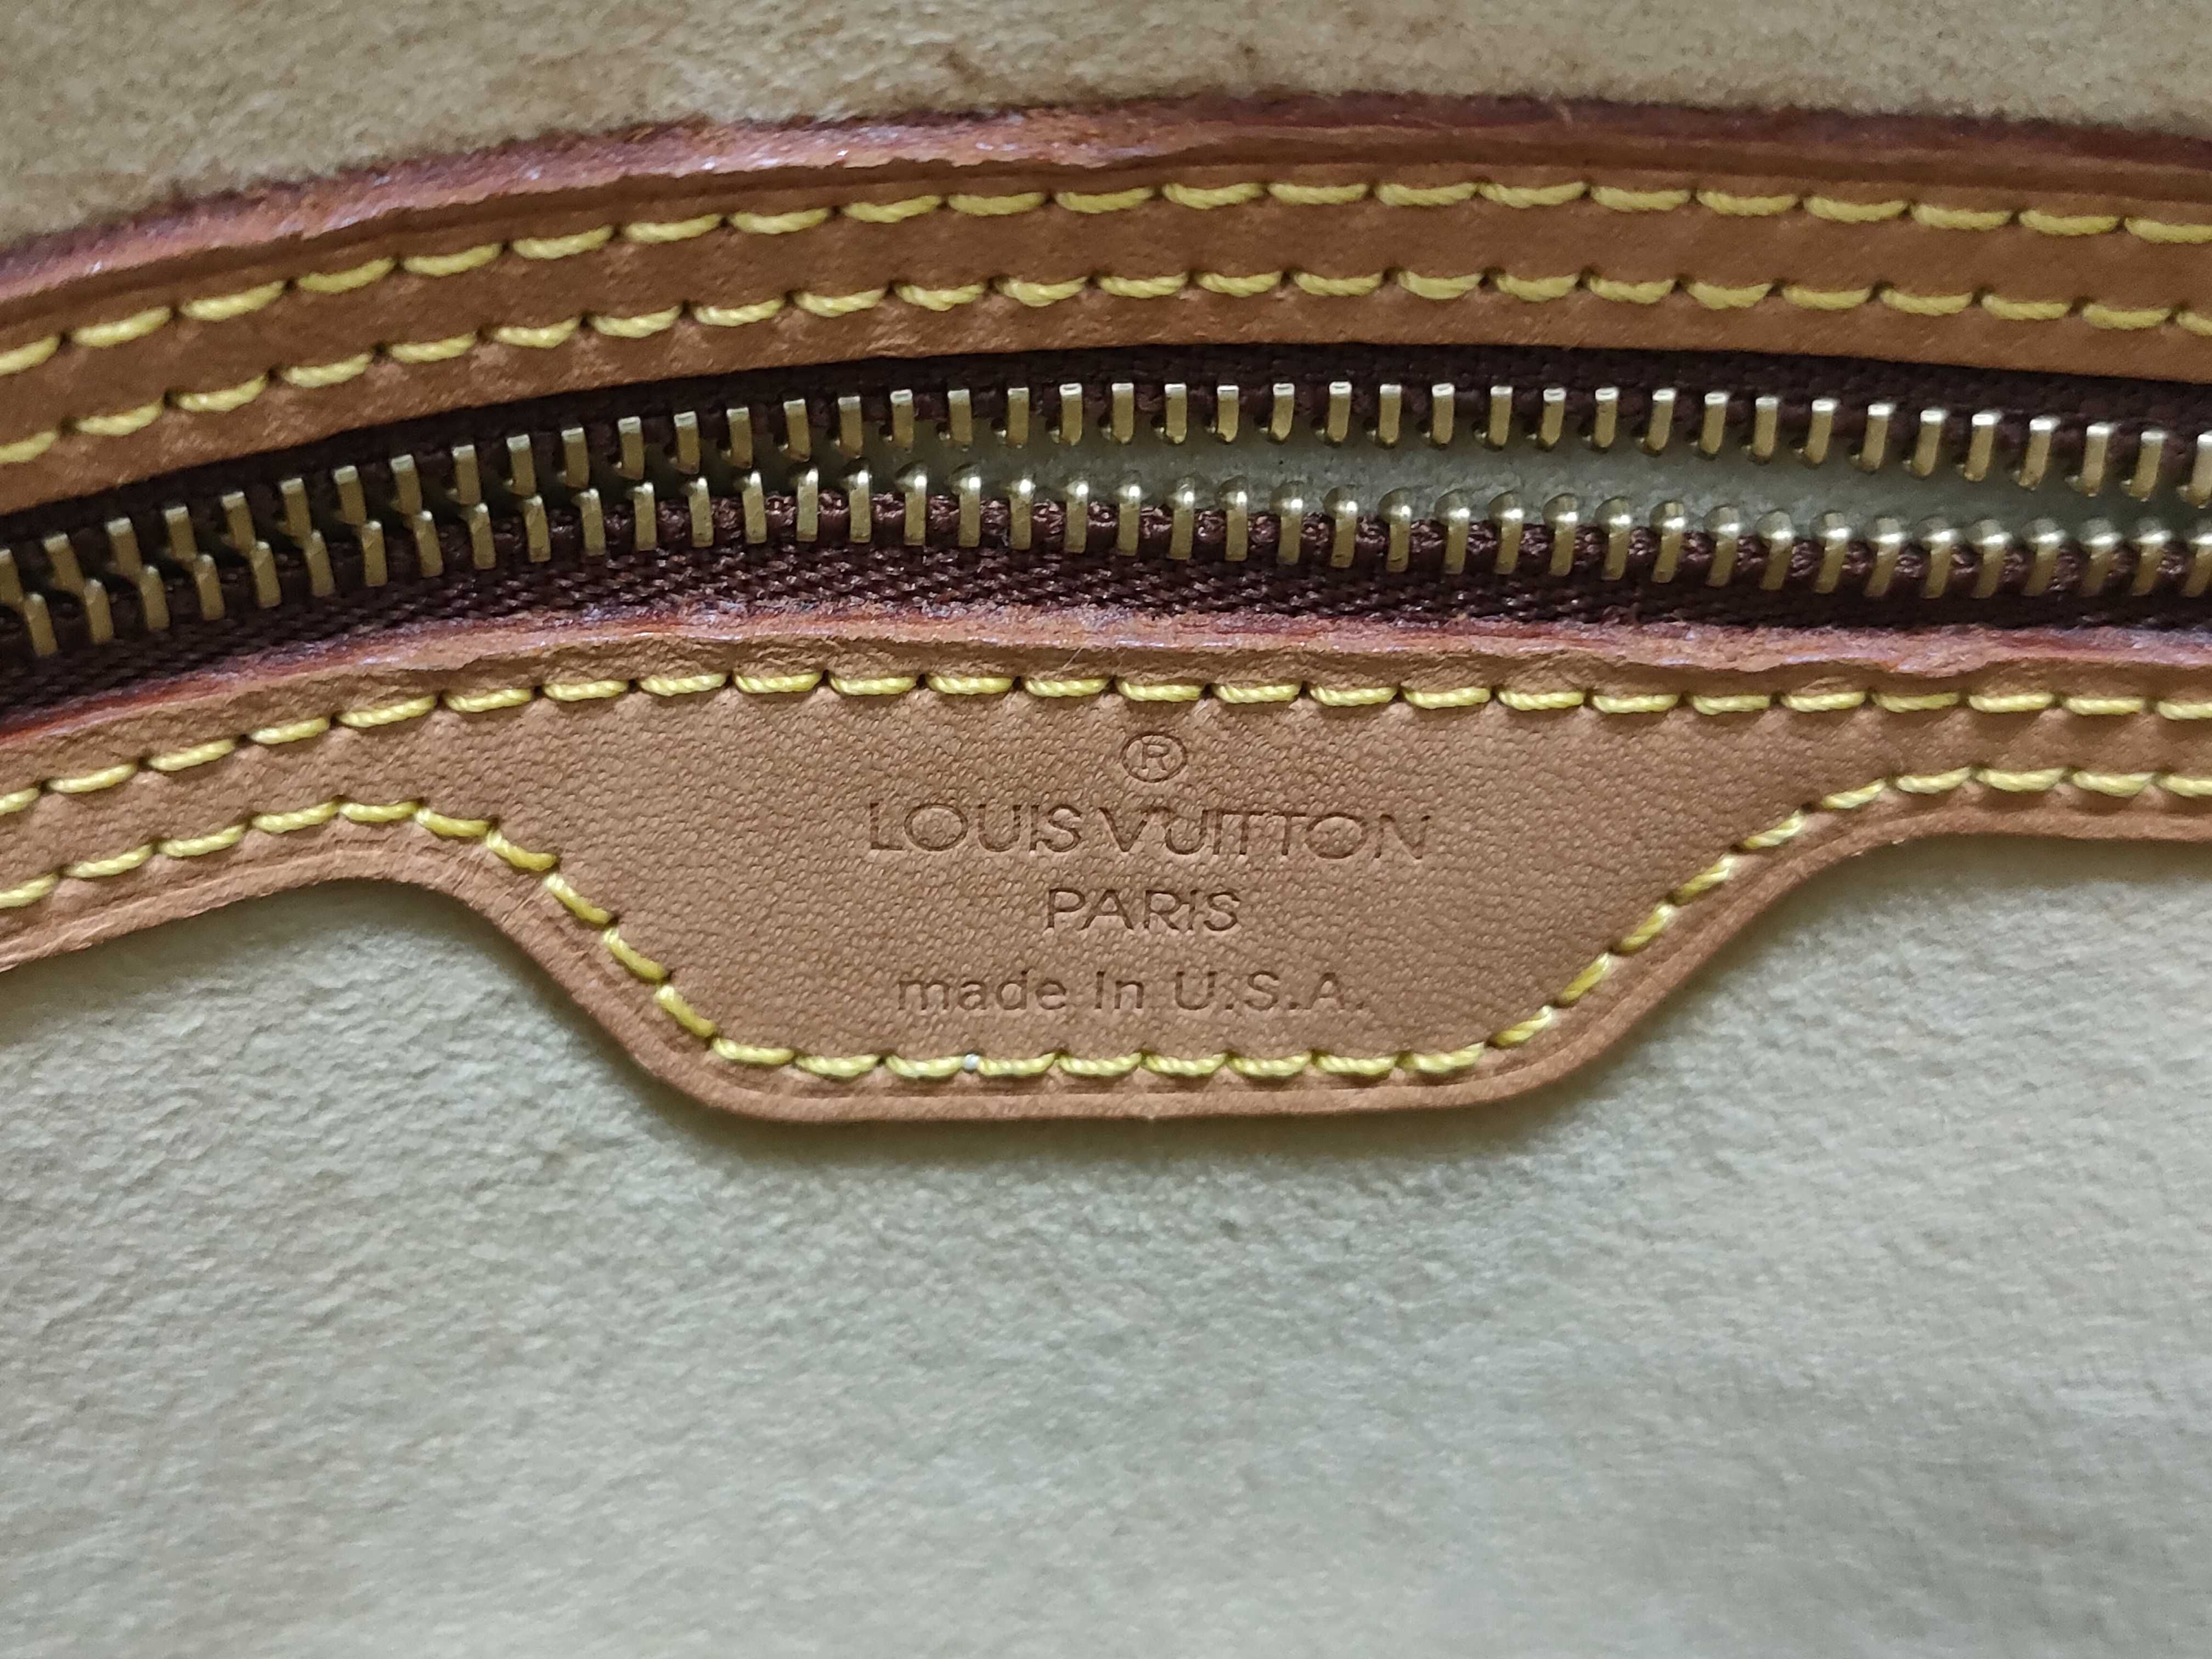 ®
LOUIS VUITTON
PARIS
made in U.S.A.